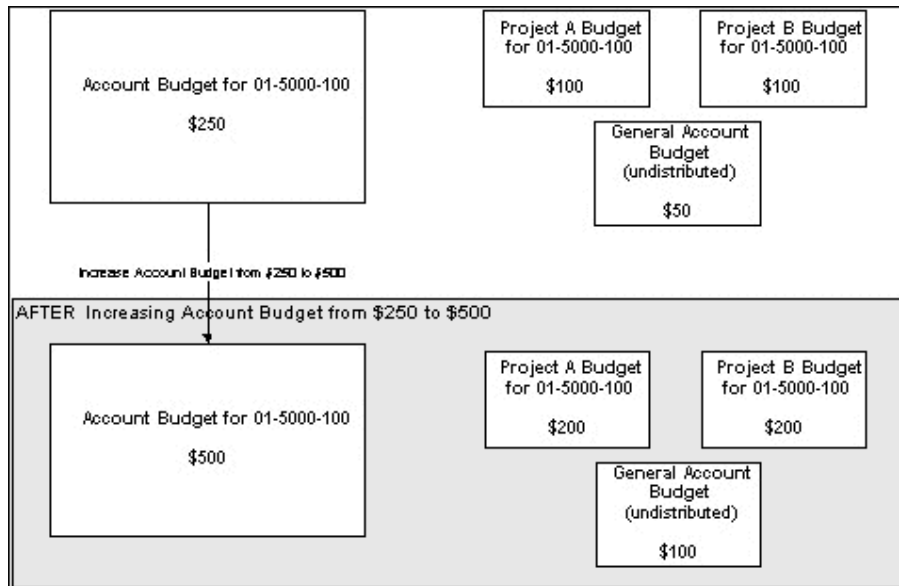 Account Budget for 01-5000-100
$250
Project A Budget
for 01-5000-100
$100
Project B Budget
for 01-5000-100
$100
General Account
Budget
(undistributed)
$50
Increase Account Budget from $250 to $500
AFTER Increasing Account Budget from $250 to $500
Account Budget for 01-5000-100
$500
Project A Budget
for 01-5000-100
$200
Project B Budget
for 01-5000-100
$200
General Account
Budget
(undistributed)
$100